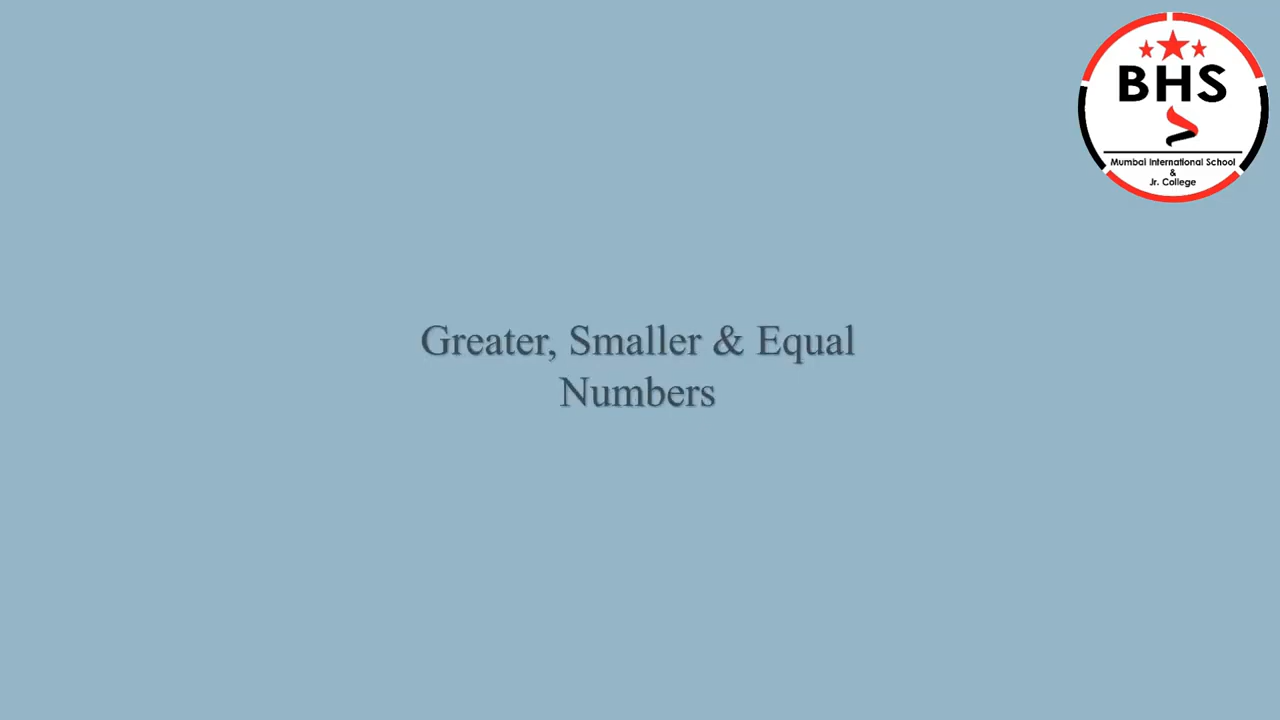 BHS
Mumbai International School
&
Jr. College
Greater, Smaller & Equal
Numbers